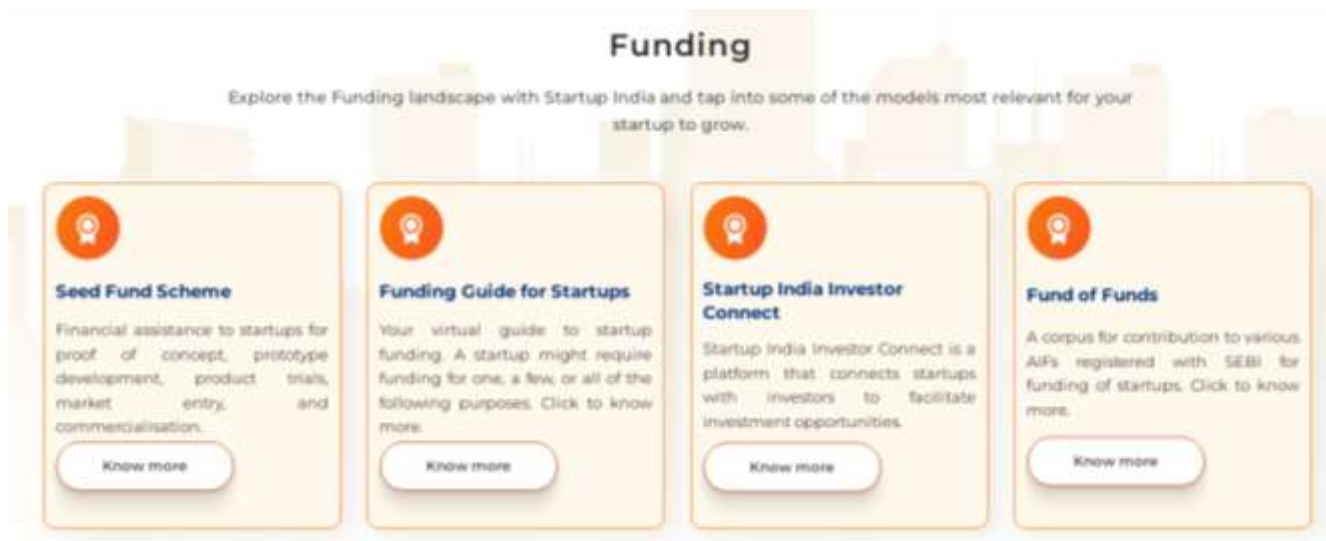 Funding
Explore the Funding landscape with Startup India and tap into some of the models most relevant for your
startup to grow.
Seed Fund Scheme
Financial assistance to startups for
proof of concept, prototype
development, product trials,
market entry, and
commercialisation.
Know more
Funding Guide for Startups
Your virtual guide to startup
funding. A startup might require
funding for one, a few, or all of the
following purposes. Click to know
more.
Know more
Startup India Investor
Connect
Startup India Investor Connect is a
platform that connects startups
with investors to facilitate
investment opportunities.
Know more
Fund of Funds
A corpus for contribution to various
AIFs registered with SEBI for
funding of startups. Click to know
more.
Know more